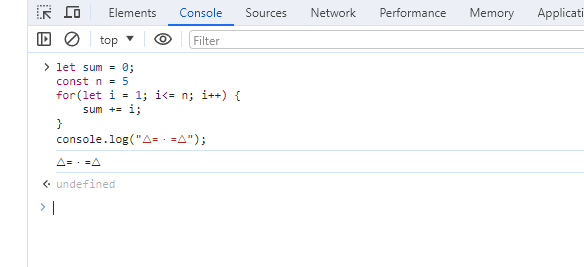 Elements Console Sources Network Performance Memory Applicati
top ▼ Filter
> let sum = 0;
const n = 5
for(let i = 1; i<= n; i++) {
    sum += i;
}
console.log("△=·=△");
△=·=△
<· undefined
>